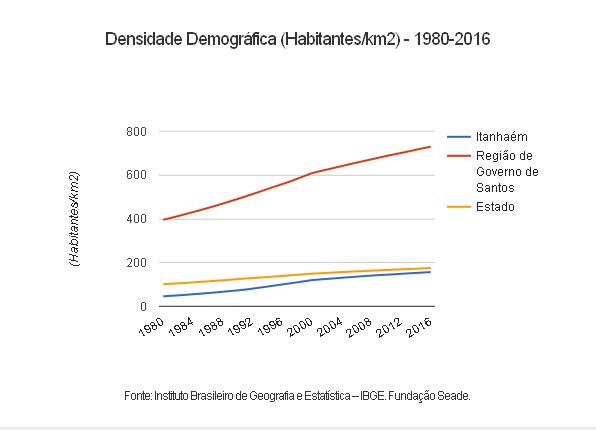 Densidade Demográfica (Habitantes/km2) - 1980-2016
800
600
400
200
0
(Habitantes/km2)
1980
1984
1988
1992
1996
2000
2004
2008
2012
2016
Itanhaém
Região de
Governo de
Santos
Estado
Fonte: Instituto Brasileiro de Geografia e Estatística – IBGE. Fundação Seade.